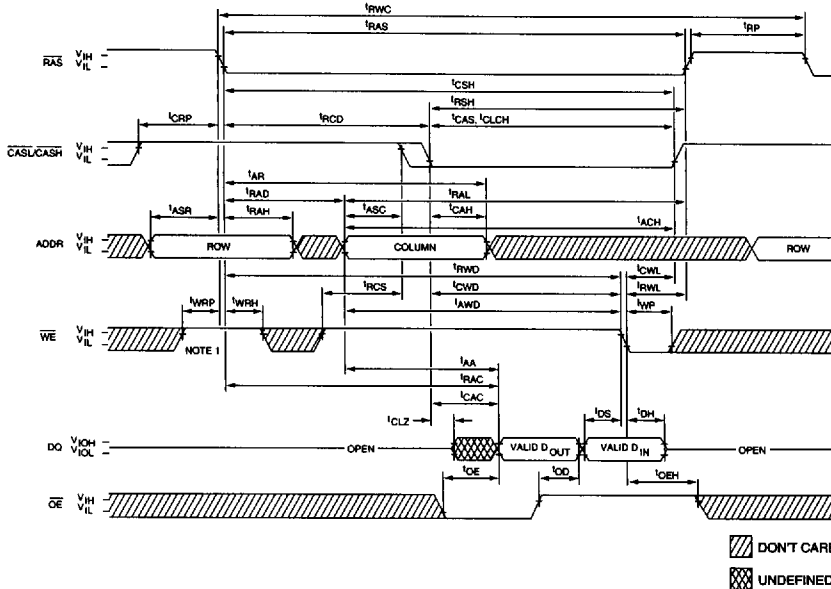 tRWC
tRAS
tRP
RAS VIH VIL
tCSH
tRSH
tCRP tRCD tCAS, tCLCH
CASL/CASH VIH VIL
tAR
tRAD tRAL
tASR tRAH tASC tCAH
tACH
ADDR VIH VIL ROW COLUMN ROW
tRWD tCWL
tRCS tCWD tRWL
tWRP tWRH tAWD tWP
WE VIH VIL
NOTE 1
tAA
tRAC
tCAC
tCLZ tDS tDH
DQ VIOH VIOL OPEN VALID DOUT VALID DIN OPEN
tOE tOD tOEH
OE VIH VIL
DON'T CARE
UNDEFINED